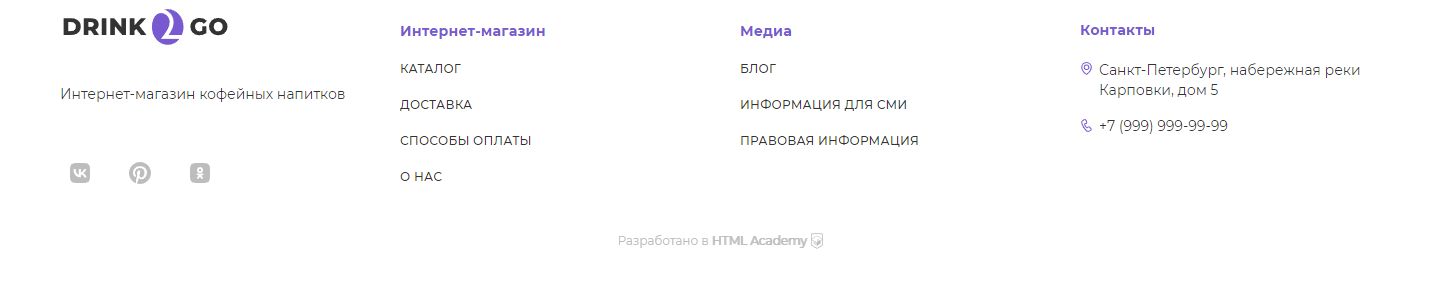 DRINK 2 GO
Интернет-магазин кофейных напитков
Интернет-магазин
КАТАЛОГ
ДОСТАВКА
СПОСОБЫ ОПЛАТЫ
О НАС
Медиа
БЛОГ
ИНФОРМАЦИЯ ДЛЯ СМИ
ПРАВОВАЯ ИНФОРМАЦИЯ
Контакты
Санкт-Петербург, набережная реки
Карповки, дом 5
+7 (999) 999-99-99
Разработано в HTML Academy